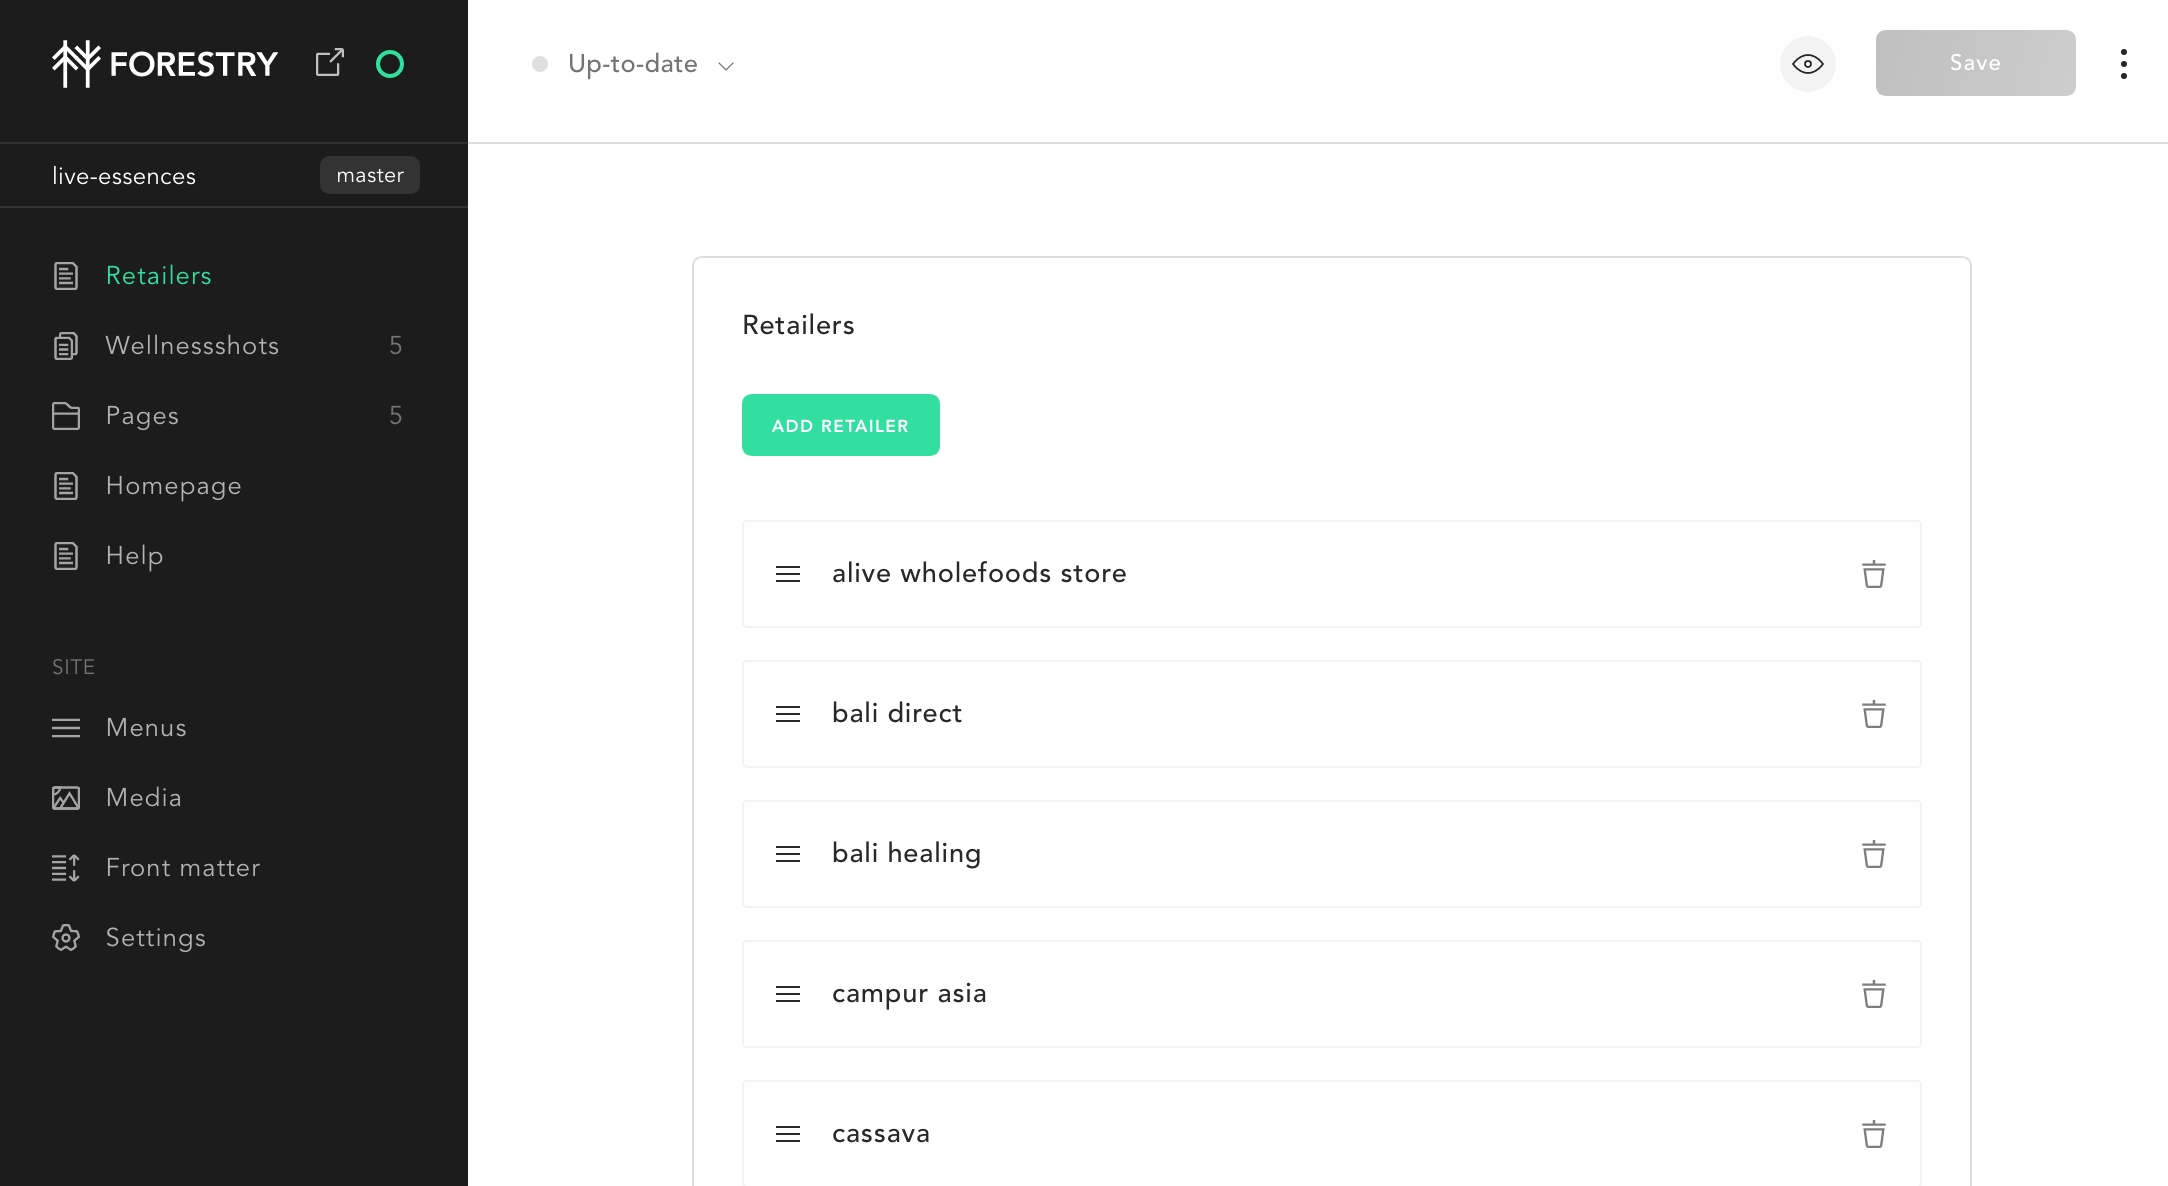 FORESTRY
Up-to-date
Save
live-essences
master
Retailers
Wellnessshots
5
Pages
5
Homepage
Help
SITE
Menus
Media
Front matter
Settings
Retailers
ADD RETAILER
alive wholefoods store
bali direct
bali healing
campur asia
cassava